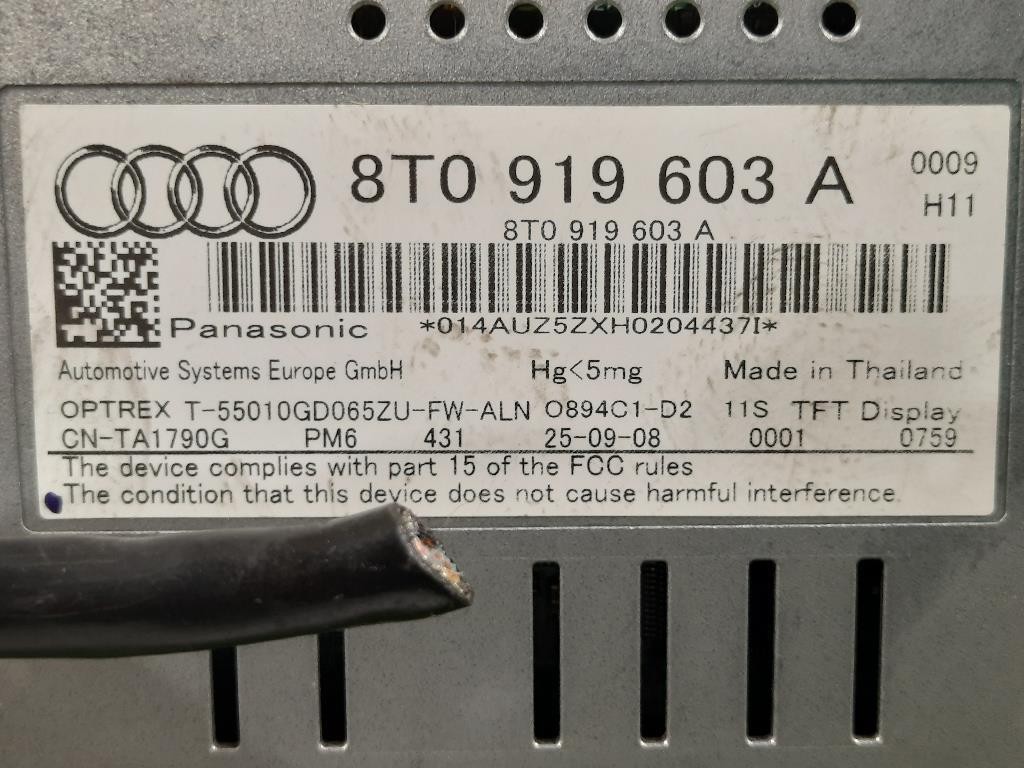 8T0 919 603 A 0009
H11
8T0 919 603 A
Panasonic *014AUZ5ZXH0204437I*
Automotive Systems Europe GmbH Hg<5mg Made in Thailand
OPTREX T-55010GD065ZU-FW-ALN O894C1-D2 11S TFT Display
CN-TA1790G PM6 431 25-09-08 0001 0759
The device complies with part 15 of the FCC rules
The condition that this device does not cause harmful interference.